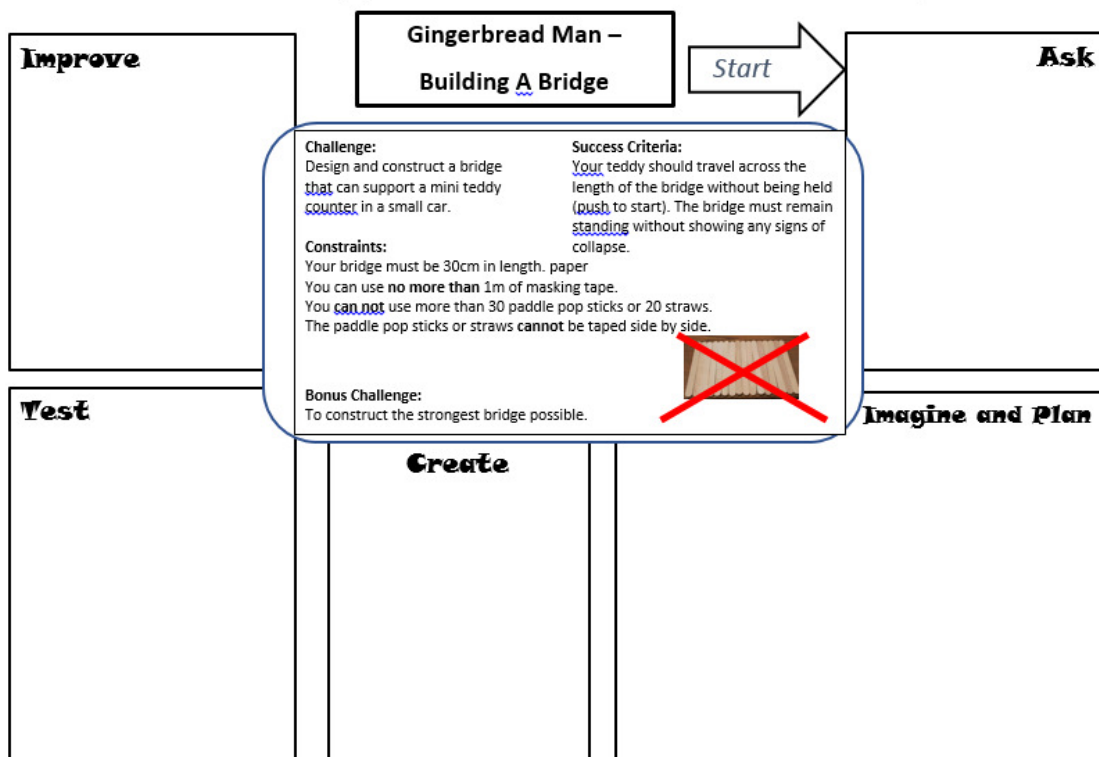 Gingerbread Man –
Building A Bridge
Start
Ask
Improve
Challenge:
Design and construct a bridge
that can support a mini teddy
counter in a small car.
Success Criteria:
Your teddy should travel across the
length of the bridge without being held
(push to start). The bridge must remain
standing without showing any signs of
collapse.
Constraints:
Your bridge must be 30cm in length. paper
You can use no more than 1m of masking tape.
You can not use more than 30 paddle pop sticks or 20 straws.
The paddle pop sticks or straws cannot be taped side by side.
Bonus Challenge:
To construct the strongest bridge possible.
Imagine and Plan
Create
Test